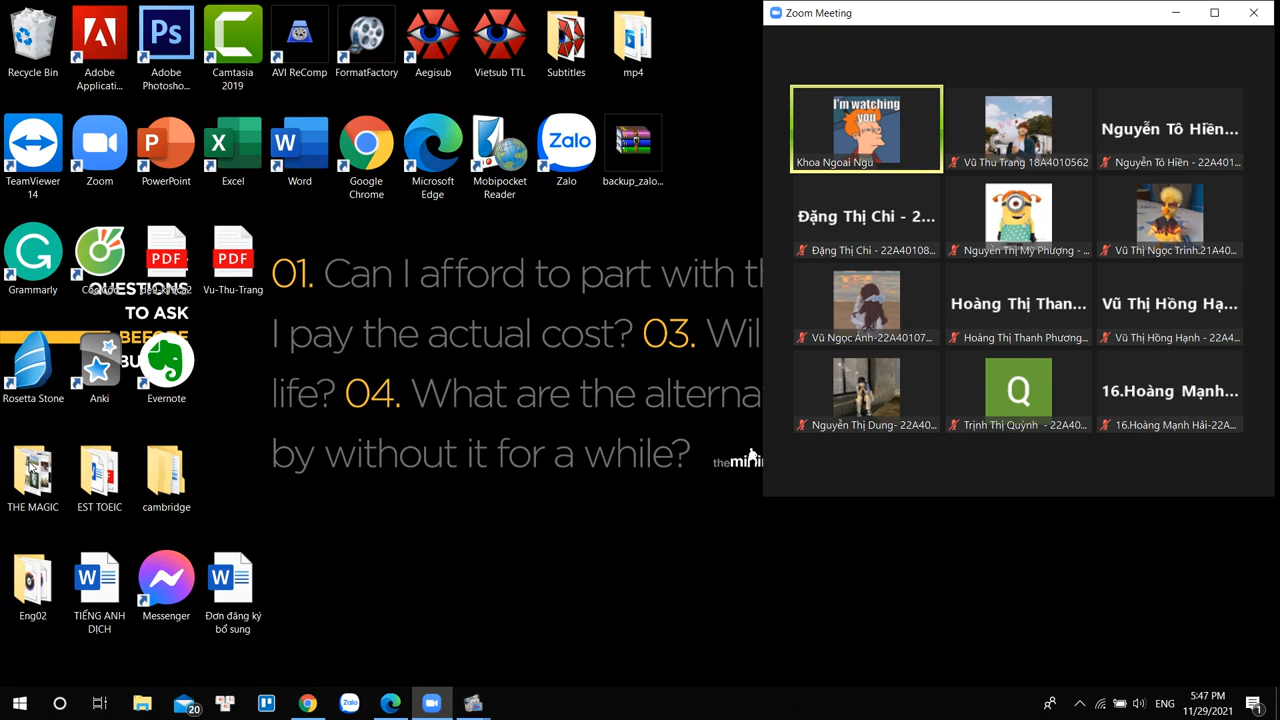 Recycle Bin
Adobe
Applicati...
Adobe
Photosho...
Camtasia
2019
AVI ReComp
FormatFactory
Aegisub
Vietsub TTL
Subtitles
mp4
TeamViewer
14
Zoom
PowerPoint
Excel
Word
Google
Chrome
Microsoft
Edge
Mobipocket
Reader
Zalo
Zalo
backup_zalo...
Grammarly
PDF
PDF
Vu-Thu-Trang
QUESTIONS
TO ASK
BEFORE
Rosetta Stone
Anki
Evernote
THE MAGIC
EST TOEIC
cambridge
Eng02
TIẾNG ANH
DỊCH
Messenger
Đơn đăng ký
bổ sung
01. Can I afford to part with th
I pay the actual cost? 03. Wil
life? 04. What are the alterna
by without it for a while?
Zoom Meeting
I'm watching
you
Khoa Ngoai Ngu
Vũ Thu Trang 18A4010562
Nguyễn Tô Hiền...
Nguyễn Tô Hiền - 22A401...
Đặng Thị Chi - 2...
Đặng Thị Chi - 22A40108...
Nguyễn Thị Mỹ Phượng - ...
Vũ Thị Ngọc Trinh.21A40...
Vũ Ngọc Ánh-22A40107...
Hoàng Thị Than...
Hoàng Thị Thanh Phương...
Vũ Thị Hồng Hạ...
Vũ Thị Hồng Hạnh - 22A4...
Nguyễn Thị Dung- 22A40...
Q
Trịnh Thị Quỳnh - 22A40...
16.Hoàng Mạnh...
16.Hoàng Mạnh Hải-22A...
20
Zalo
ENG
5:47 PM
11/29/2021
1